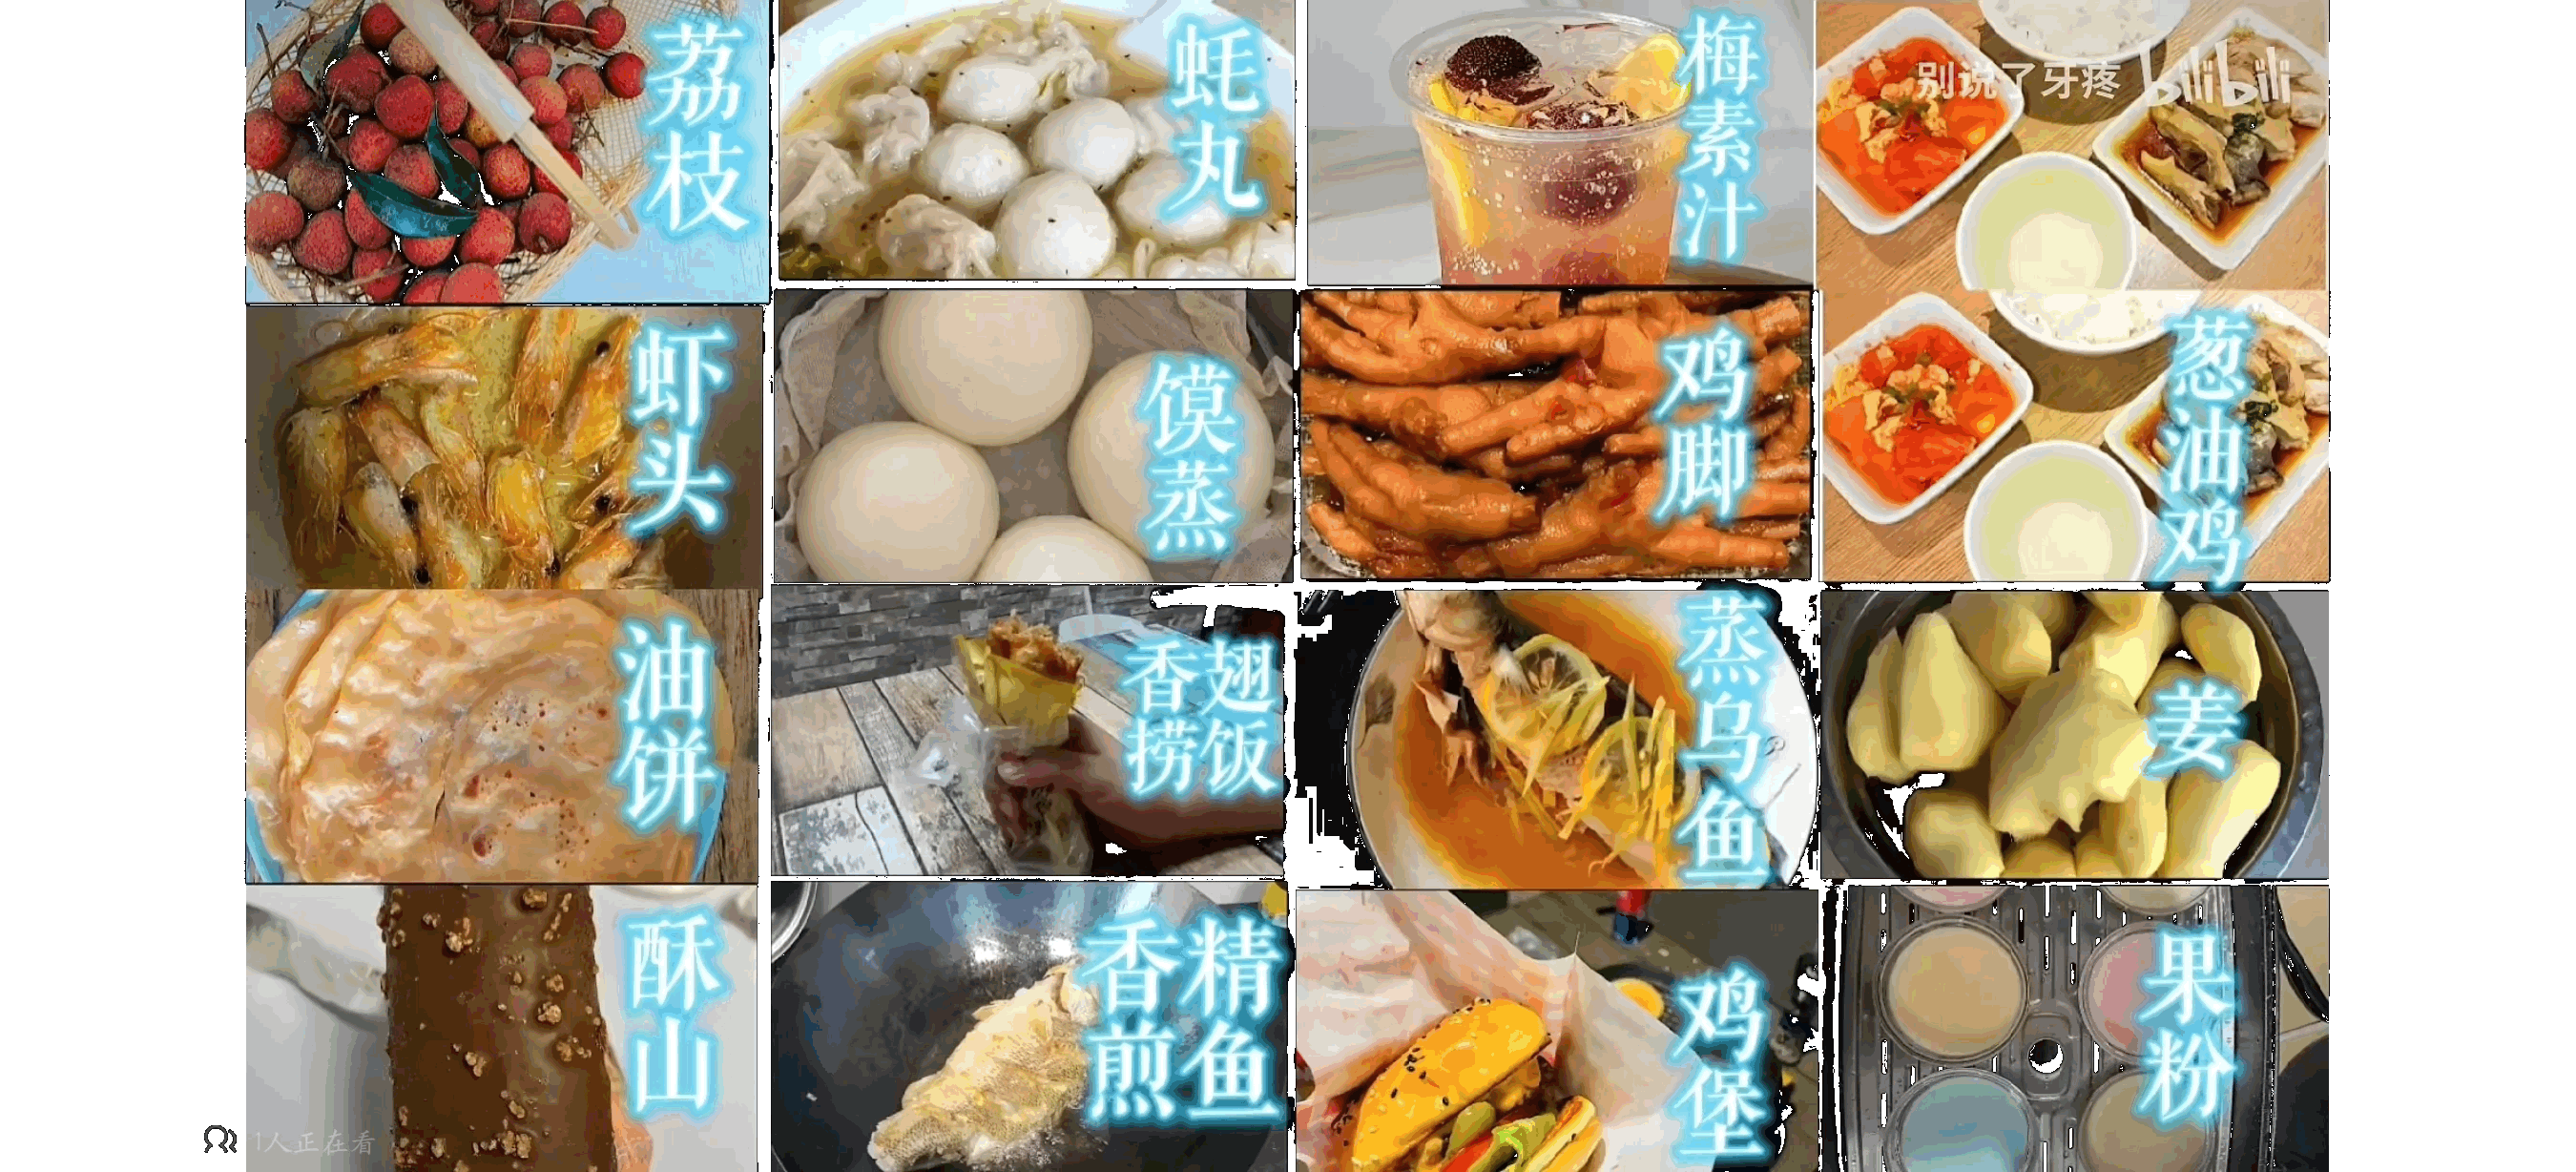 荔枝
蚝丸
梅素汁
别说了牙疼 bilibili
虾头
馍蒸
鸡脚
葱油鸡
油饼
香翅
捞饭
蒸乌鱼
姜
酥山
香精
煎鱼
鸡堡
果粉
1人正在看